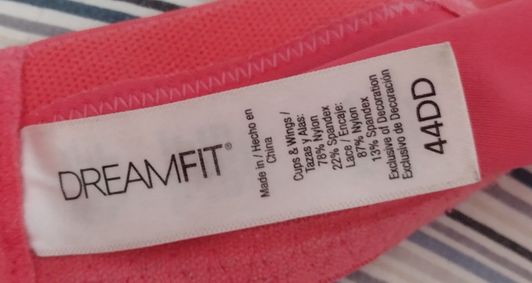 DREAMFIT®
Made in / Hecho en
China
Cups & Wings /
Tazas y Alas:
78% Nylon
22% Spandex
Lace / Encaje:
87% Nylon
13% Spandex
Exclusive of Decoration
Exclusivo de Decoración
44DD